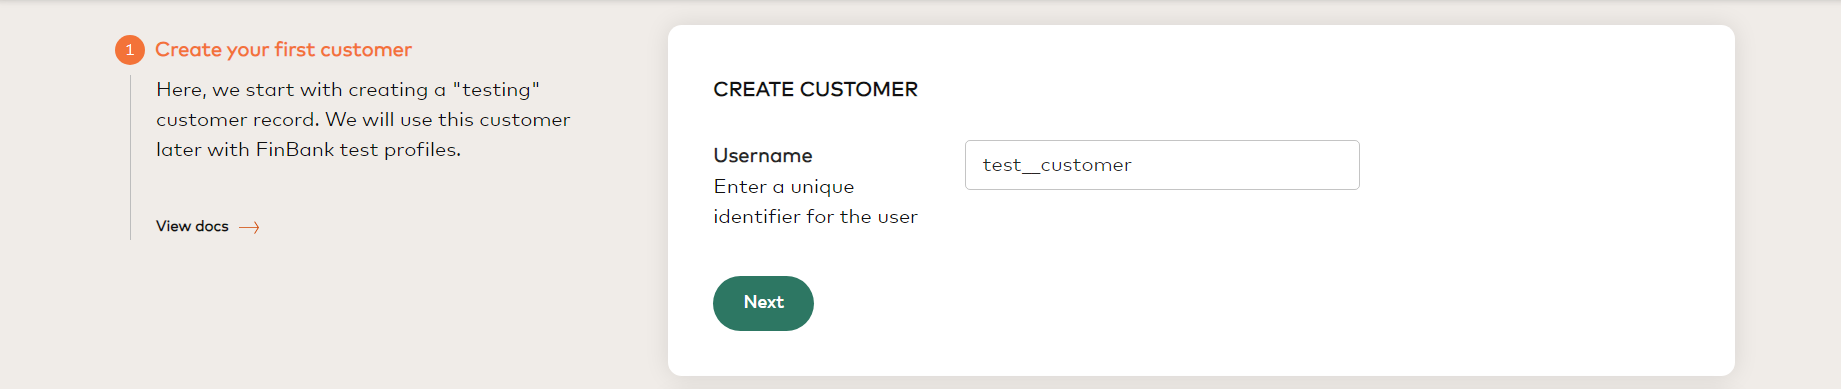 1 Create your first customer
Here, we start with creating a "testing"
customer record. We will use this customer
later with FinBank test profiles.
View docs
CREATE CUSTOMER
Username
Enter a unique
identifier for the user
test__customer
Next